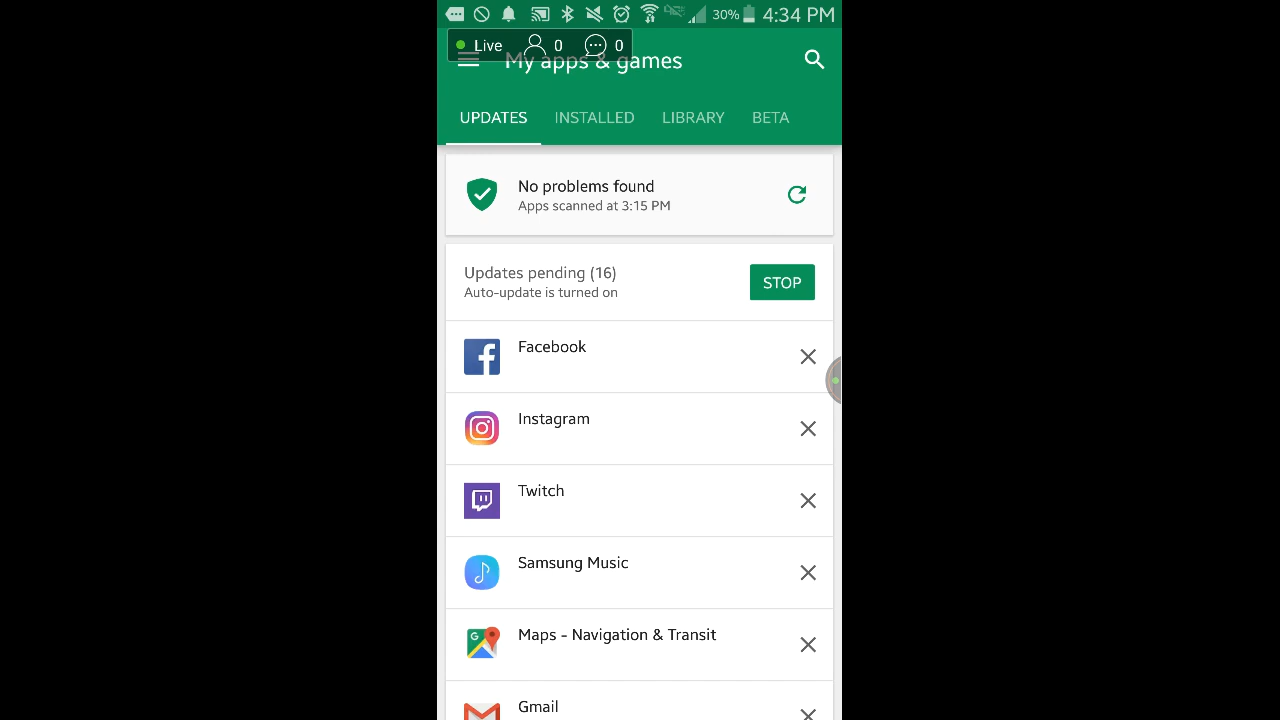 30% 4:34 PM
Live 0 0
My apps & games
UPDATES INSTALLED LIBRARY BETA
No problems found
Apps scanned at 3:15 PM
Updates pending (16)
Auto-update is turned on
STOP
Facebook
Instagram
Twitch
Samsung Music
Maps - Navigation & Transit
Gmail